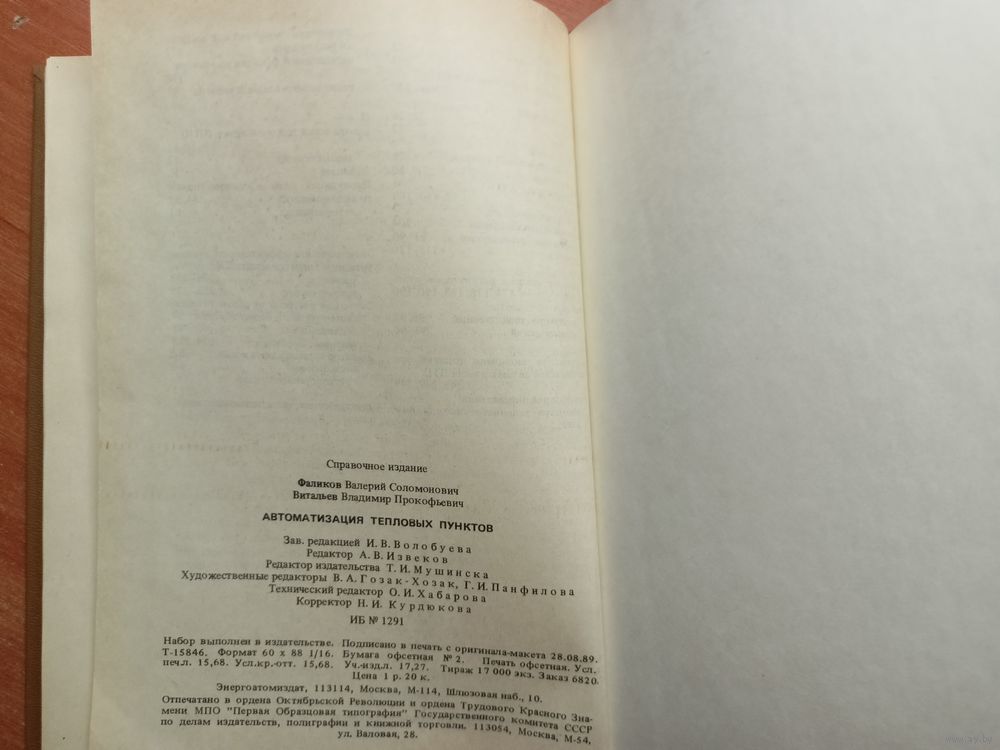 Справочное издание
Фаликов Валерий Соломонович
Витальев Владимир Прокофьевич
АВТОМАТИЗАЦИЯ ТЕПЛОВЫХ ПУНКТОВ
Зав. редакцией И. В. Волобуева
Редактор А. В. Извеков
Редактор издательства Т. И. Мушинска
Художественные редакторы В. А. Гозак-Хозак, Г. И. Панфилова
Технический редактор О. И. Хабарова
Корректор Н. И. Курдюкова
ИБ № 1291
Набор выполнен в издательстве. Подписано в печать с оригинала-макета 28.08.89.
Т-15846. Формат 60 х 88 1/16. Бумага офсетная № 2. Печать офсетная. Усл.
печ.л. 15,68. Усл.кр.-отт. 15,68. Уч.-изд.л. 17,27. Тираж 17 000 экз. Заказ 6820.
Цена 1 р. 20 к.
Энергоатомиздат, 113114, Москва, М-114, Шлюзовая наб., 10.
Отпечатано в ордена Октябрьской Революции и ордена Трудового Красного Зна-
мени МПО "Первая Образцовая типография" Государственного комитета СССР
по делам издательств, полиграфии и книжной торговли. 113054, Москва, М-54,
ул. Валовая, 28.